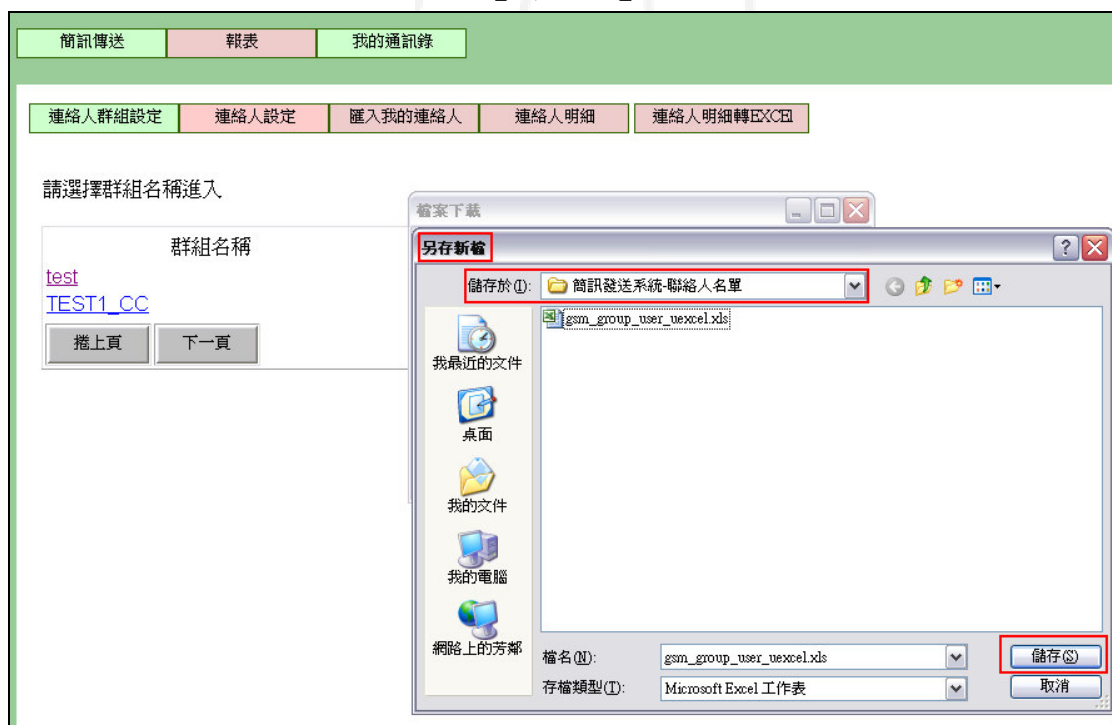 簡訊傳送 報表 我的通訊錄
連絡人群組設定 連絡人設定 匯入我的連絡人 連絡人明細 連絡人明細轉EXCEl
請選擇群組名稱進入
群組名稱
test
TEST1_CC
捲上頁 下一頁
檔案下載
另存新檔
儲存於(I): 簡訊發送系統-聯絡人名單
gsm_group_user_uexcel.xls
我最近的文件
桌面
我的文件
我的電腦
網路上的芳鄰
檔名(N): gsm_group_user_uexcel.xls 儲存(S)
存檔類型(T): Microsoft Excel 工作表 取消